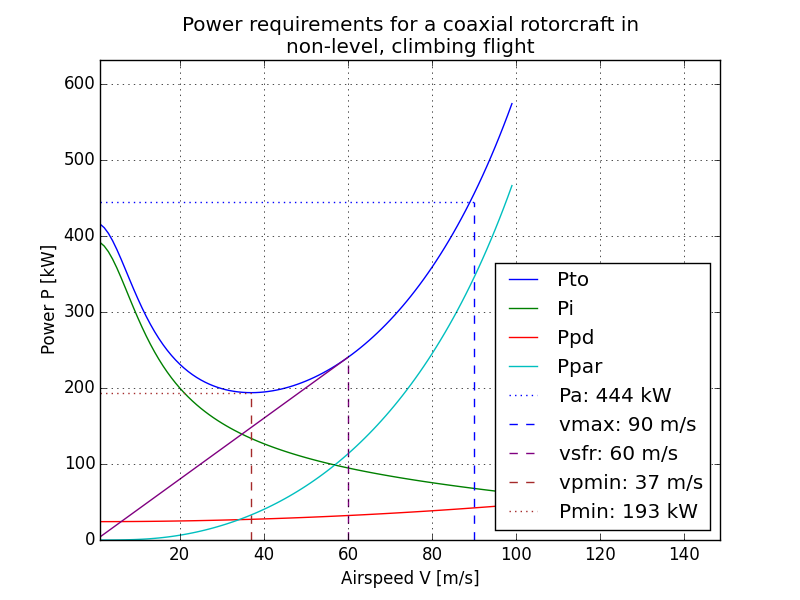 Power requirements for a coaxial rotorcraft in
non-level, climbing flight
Power P [kW]
600
500
400
300
200
100
0
20
40
60
80
100
120
140
Airspeed V [m/s]
Pto
Pi
Ppd
Ppar
Pa: 444 kW
vmax: 90 m/s
vsfr: 60 m/s
vpmin: 37 m/s
Pmin: 193 kW